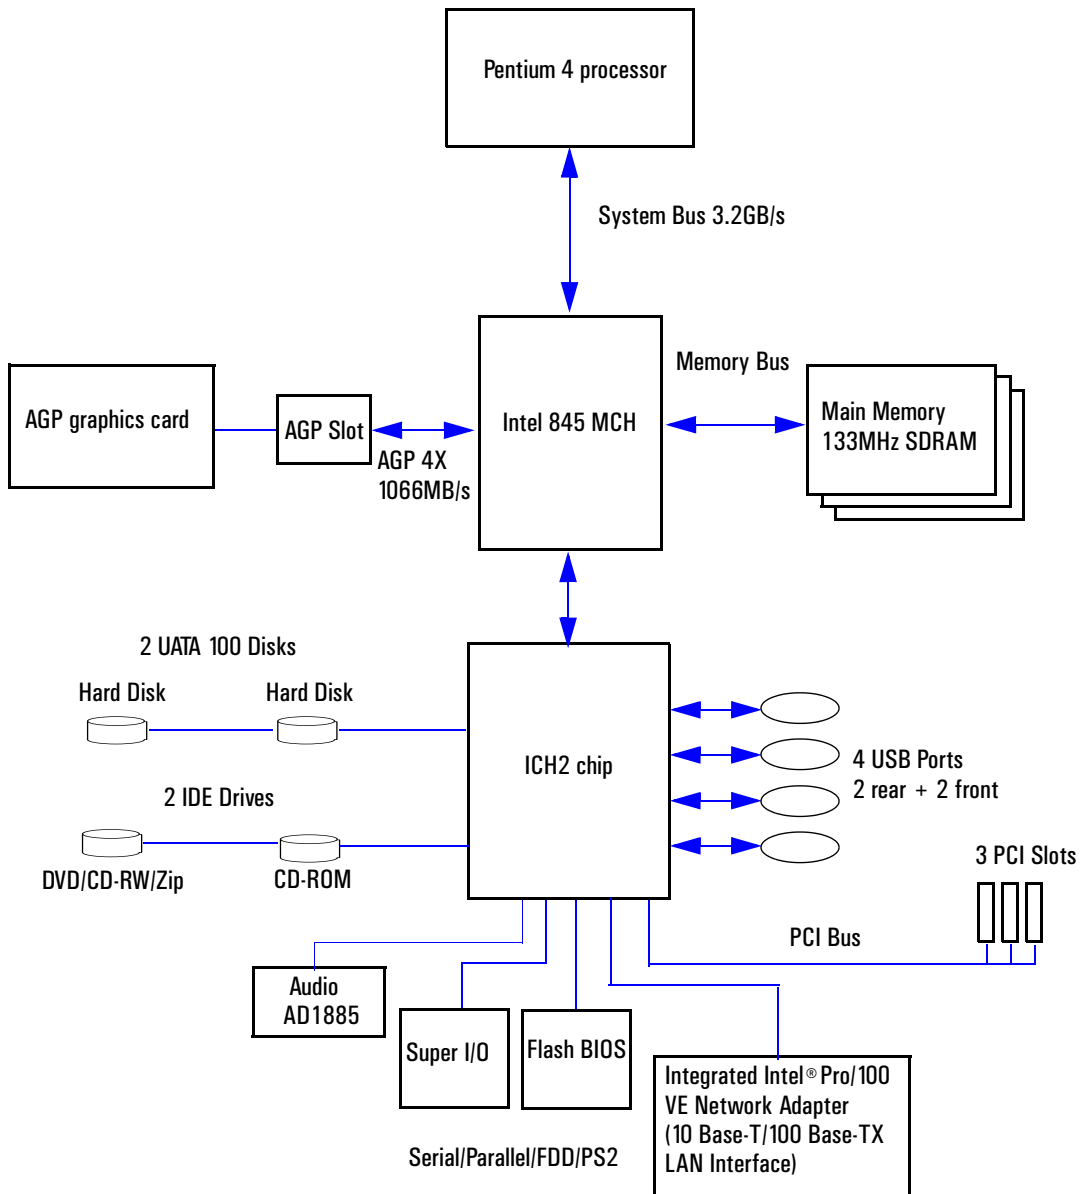 Pentium 4 processor
System Bus 3.2GB/s
Memory Bus
AGP graphics card
AGP Slot
Intel 845 MCH
Main Memory
133MHz SDRAM
AGP 4X
1066MB/s
2 UATA 100 Disks
Hard Disk
Hard Disk
ICH2 chip
4 USB Ports
2 rear + 2 front
2 IDE Drives
DVD/CD-RW/Zip
CD-ROM
3 PCI Slots
PCI Bus
Audio
AD1885
Super I/O
Flash BIOS
Integrated Intel® Pro/100
VE Network Adapter
(10 Base-T/100 Base-TX
LAN Interface)
Serial/Parallel/FDD/PS2